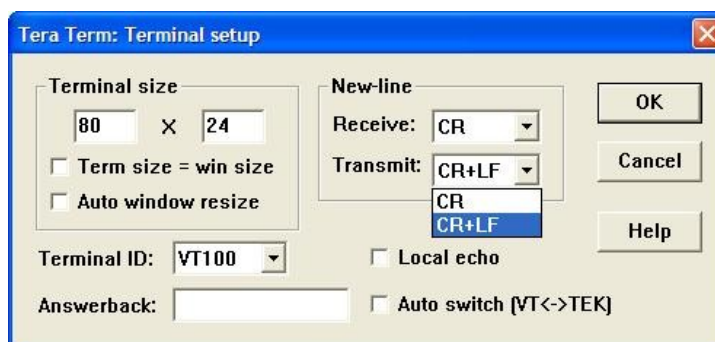 Tera Term: Terminal setup
Terminal size
80 X 24
Term size = win size
Auto window resize
New-line
Receive: CR
Transmit: CR+LF
CR
CR+LF
OK
Cancel
Help
Terminal ID: VT100
Local echo
Answerback:
Auto switch (VT<->TEK)